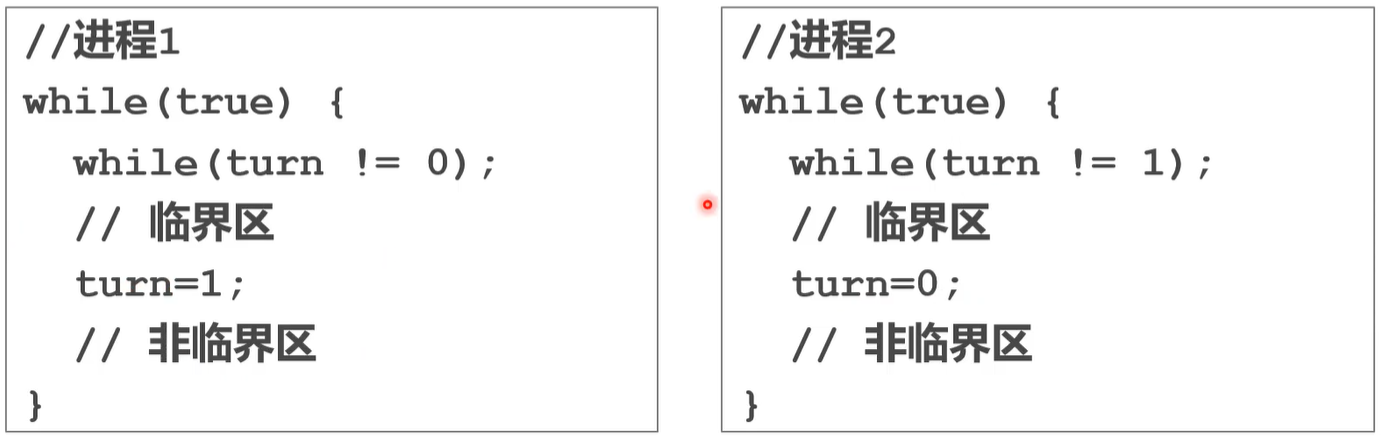 //进程1
while(true) {
while(turn != 0);
// 临界区
turn=1;
// 非临界区
}
//进程2
while(true) {
while(turn != 1);
// 临界区
turn=0;
// 非临界区
}